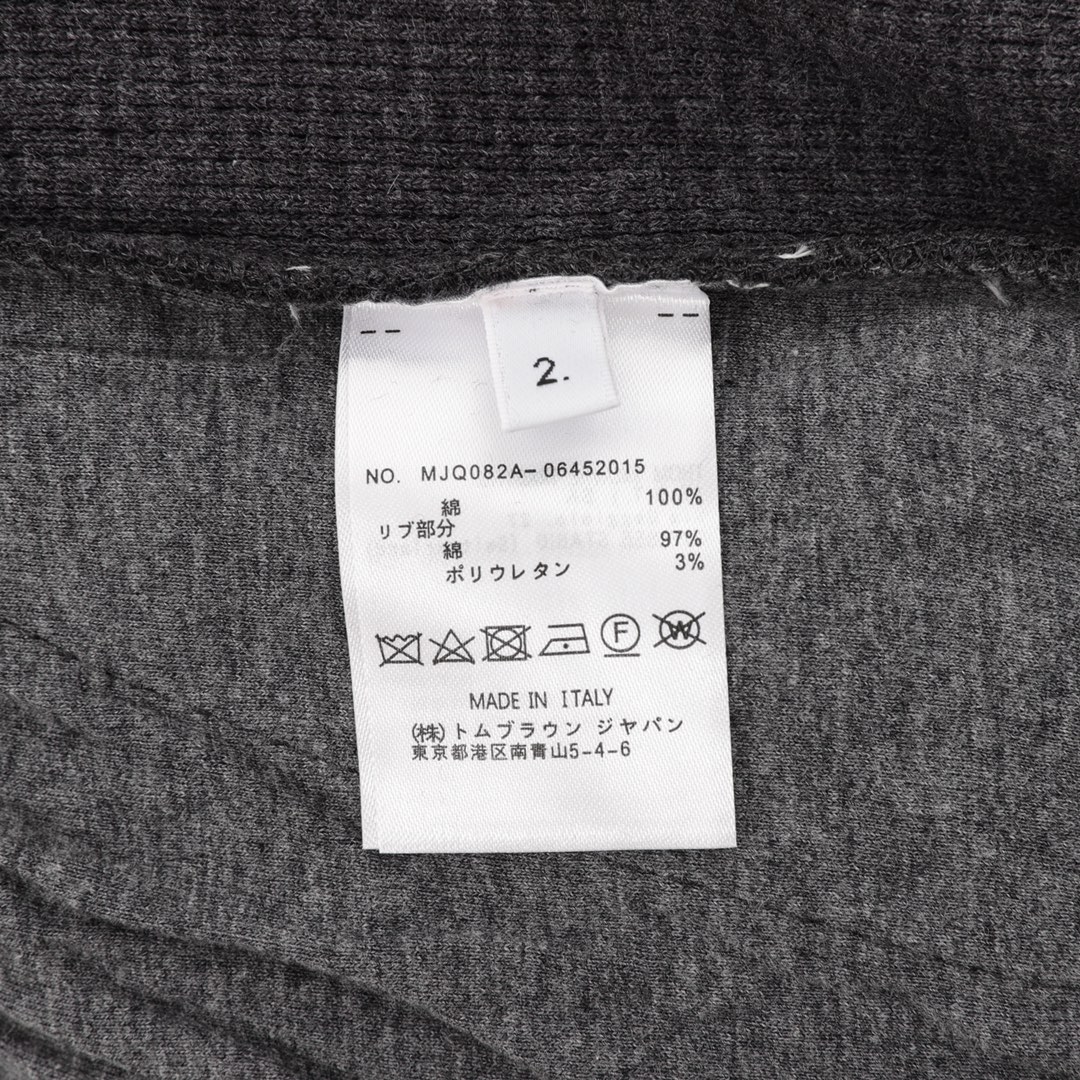 2.
NO. MJQ082A-06452015
綿 100%
リブ部分
綿 97%
ポリウレタン 3%
F W
MADE IN ITALY
(株)トムブラウン ジヤパン
東京都港区南青山5-4-6